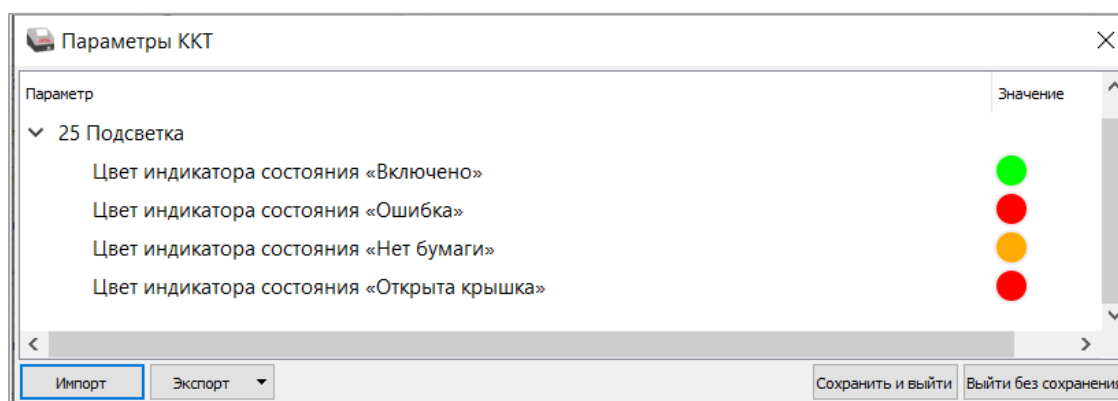 Параметры ККТ
Параметр Значение
25 Подсветка
Цвет индикатора состояния «Включено»
Цвет индикатора состояния «Ошибка»
Цвет индикатора состояния «Нет бумаги»
Цвет индикатора состояния «Открыта крышка»
Импорт Экспорт Сохранить и выйти Выйти без сохранения